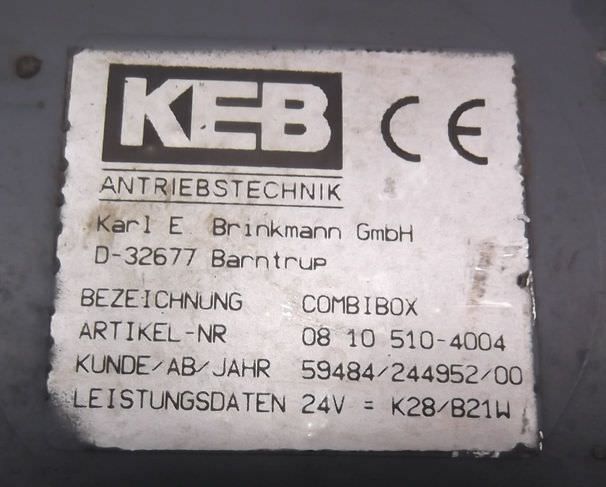 KEB CE
ANTRIEBSTECHNIK
Karl E. Brinkmann GmbH
D-32677 Barntrup
BEZEICHNUNG COMBIBOX
ARTIKEL-NR 08 10 510-4004
KUNDE/AB/JAHR 59484/244952/00
LEISTUNGSDATEN 24V = K28/B21W